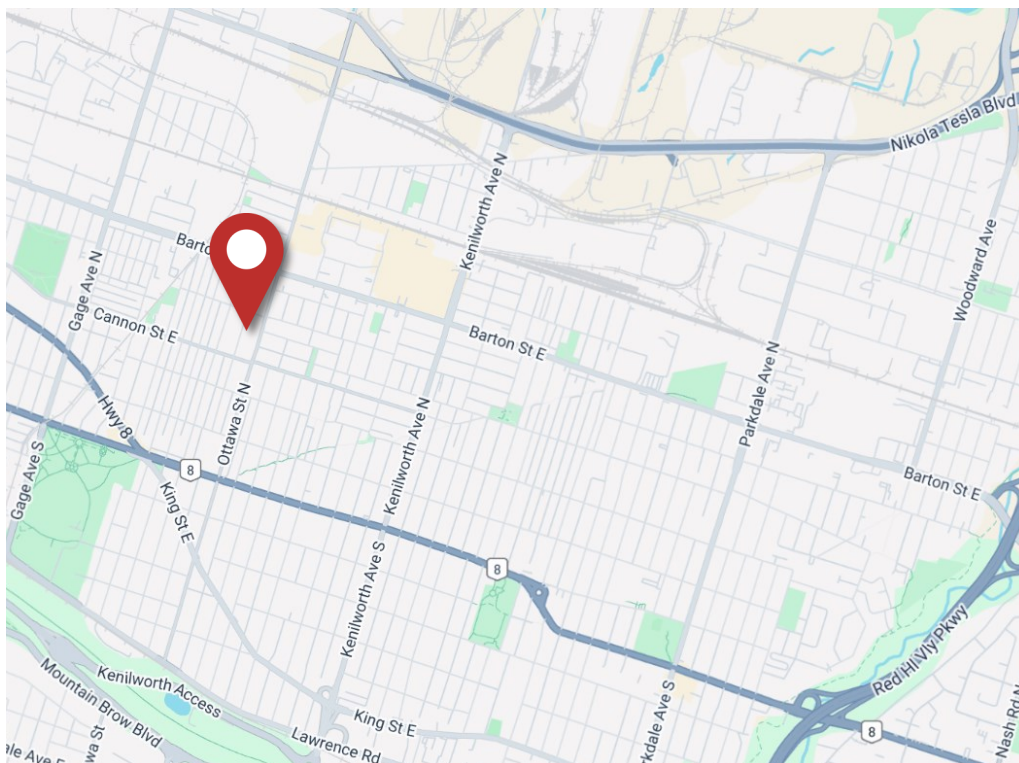 Nikola Tesla Blvd
Kenilworth Ave N
Woodward Ave
Barton
Gage Ave N
Cannon St E
Barton St E
Parkdale Ave N
Hwy 8
Ottawa St N
Kenilworth Ave N
8
Gage Ave S
King St E
Barton St E
8
Kenilworth Ave S
Red Hl Vly Pkwy
Kenilworth Access
Mountain Brow Blvd
King St E
Lawrence Rd
8
Nash Rd N